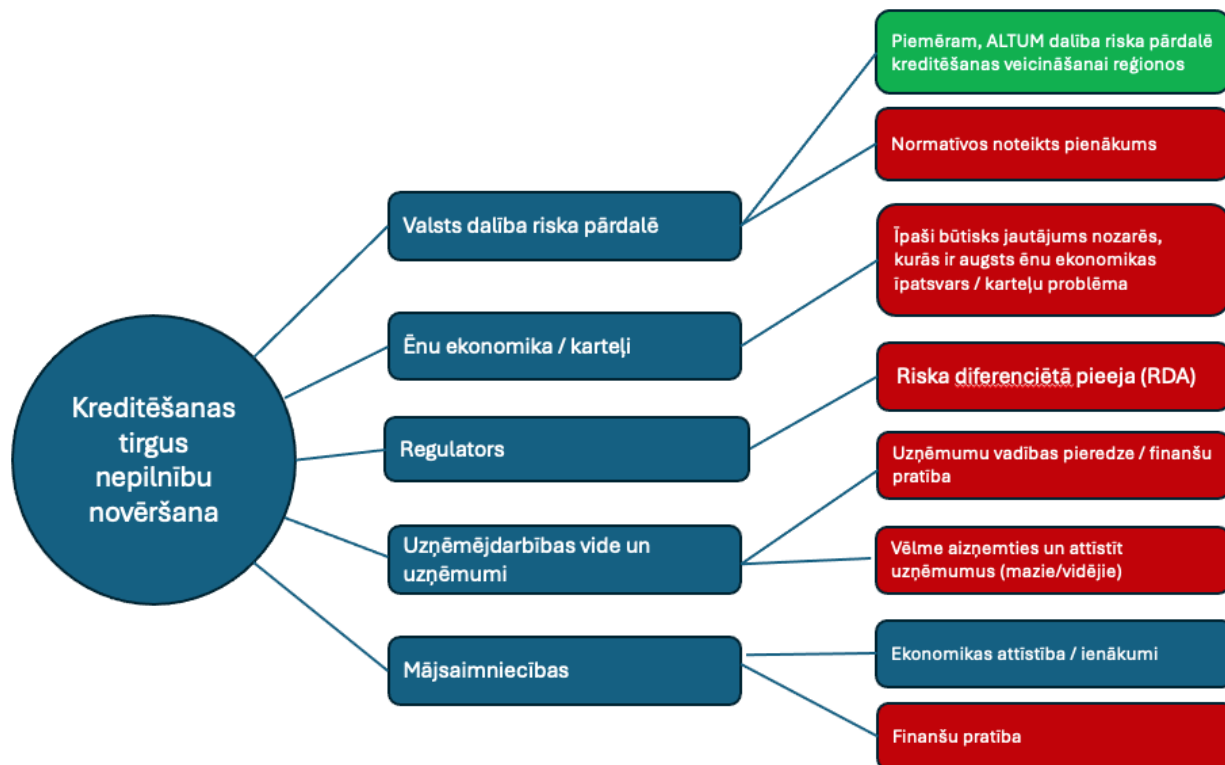 Kreditēšanas
tirgus
nepilnību
novēršana
Valsts dalība riska pārdalē
Ēnu ekonomika / karteļi
Regulators
Uzņēmējdarbības vide un
uzņēmumi
Mājsaimniecības
Piemēram, ALTUM dalība riska pārdalē
kreditēšanas veicināšanai reģionos
Normatīvos noteikts pienākums
Īpaši būtisks jautājums nozarēs,
kurās ir augsts ēnu ekonomikas
īpatsvars / karteļu problēma
Riska diferenciētā pieeja (RDA)
Uzņēmumu vadības pieredze / finanšu
pratība
Vēlme aizņemties un attīstīt
uzņēmumus (mazie/vidējie)
Ekonomikas attīstība / ienākumi
Finanšu pratība